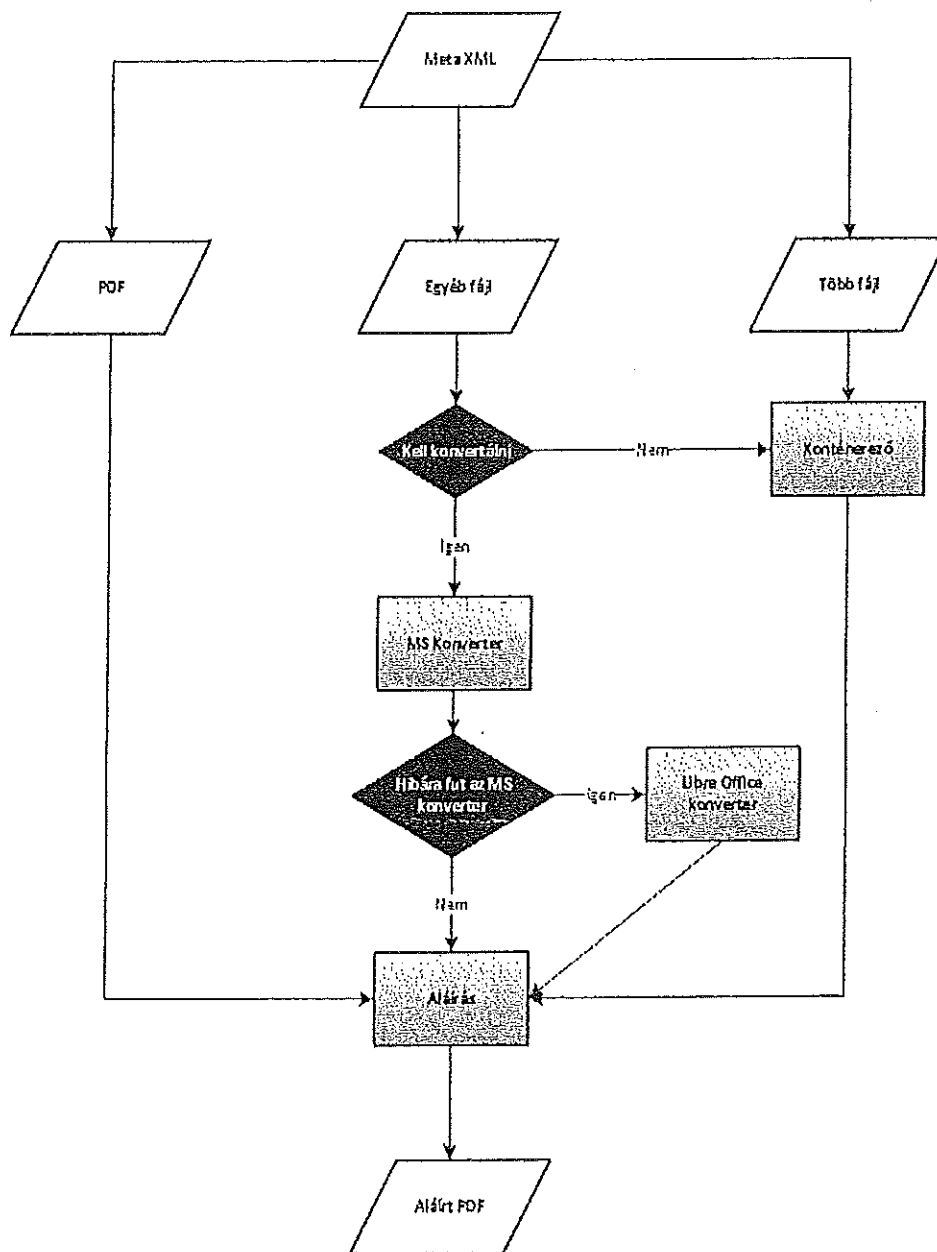 Meta XML
PDF
Egyéb fájl
Több fájl
Kell konvertálni
Nem
Konténerező
Igen
MS Konverter
Hibára fut az MS
konverter
Igen
Libre Office
konverter
Nem
Aláírás
Aláírt PDF